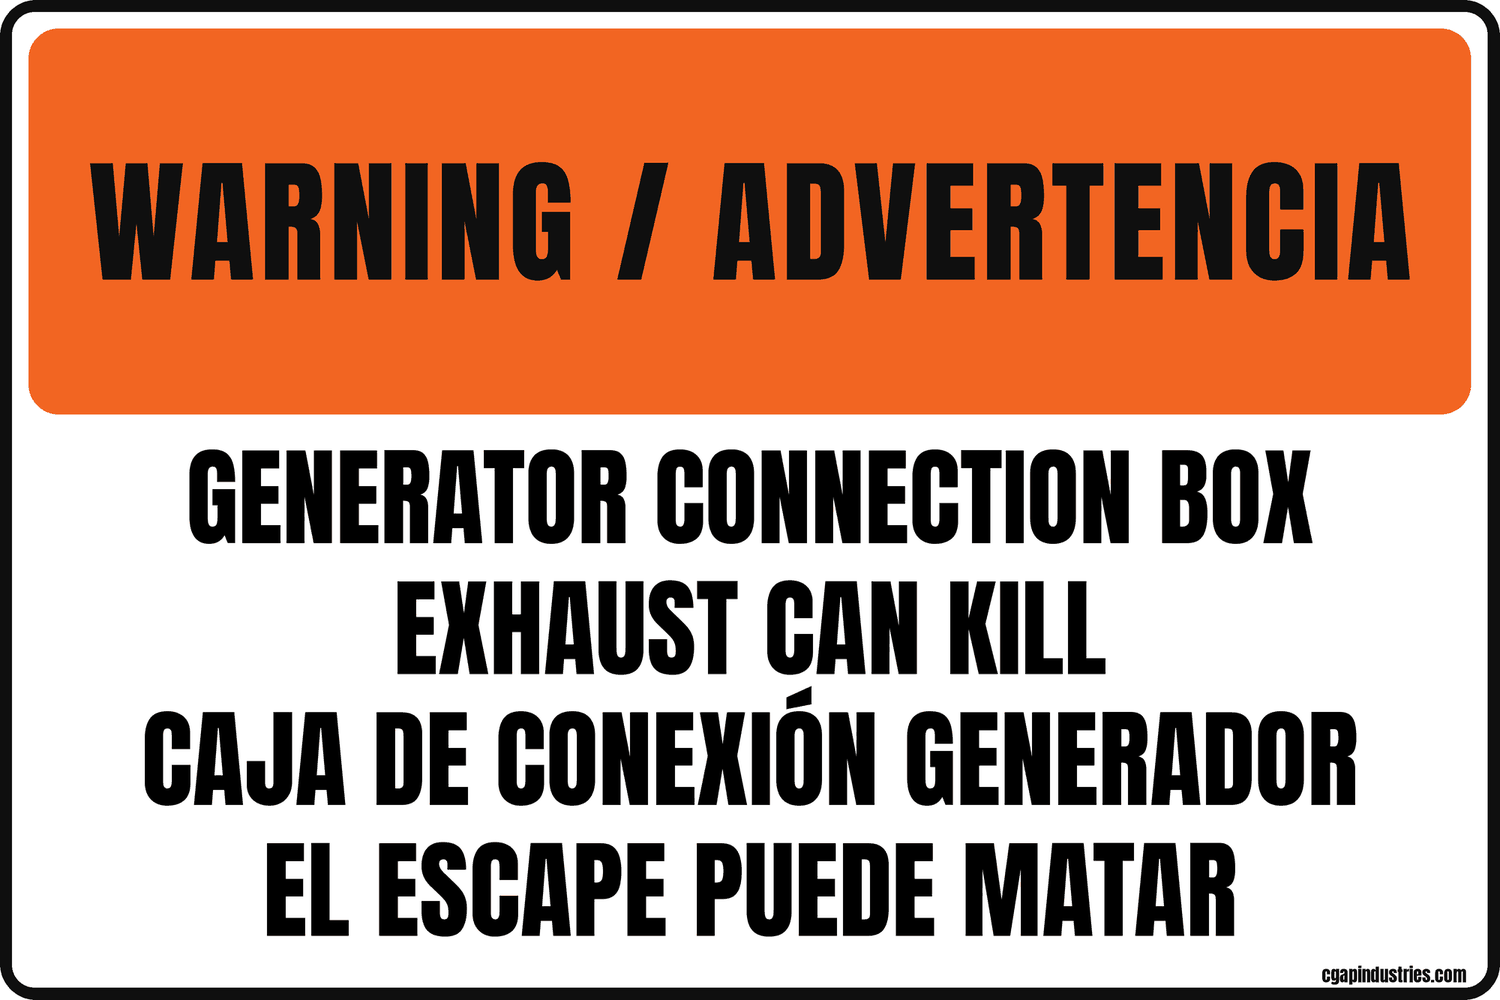 WARNING / ADVERTENCIA
GENERATOR CONNECTION BOX
EXHAUST CAN KILL
CAJA DE CONEXIÓN GENERADOR
EL ESCAPE PUEDE MATAR
cgapindustries.com